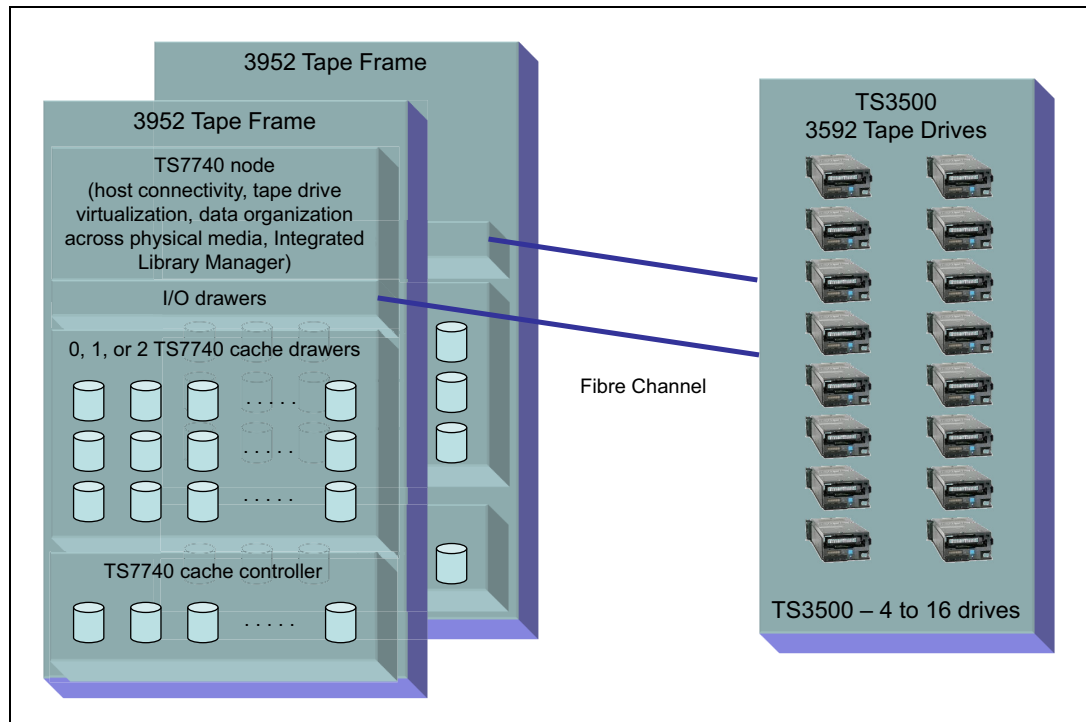 3952 Tape Frame
3952 Tape Frame
TS7740 node
(host connectivity, tape drive
virtualization, data organization
across physical media, Integrated
Library Manager)
I/O drawers
0, 1, or 2 TS7740 cache drawers
. . . . .
. . . . .
. . . . .
TS7740 cache controller
. . . . .
Fibre Channel
TS3500
3592 Tape Drives
TS3500 – 4 to 16 drives